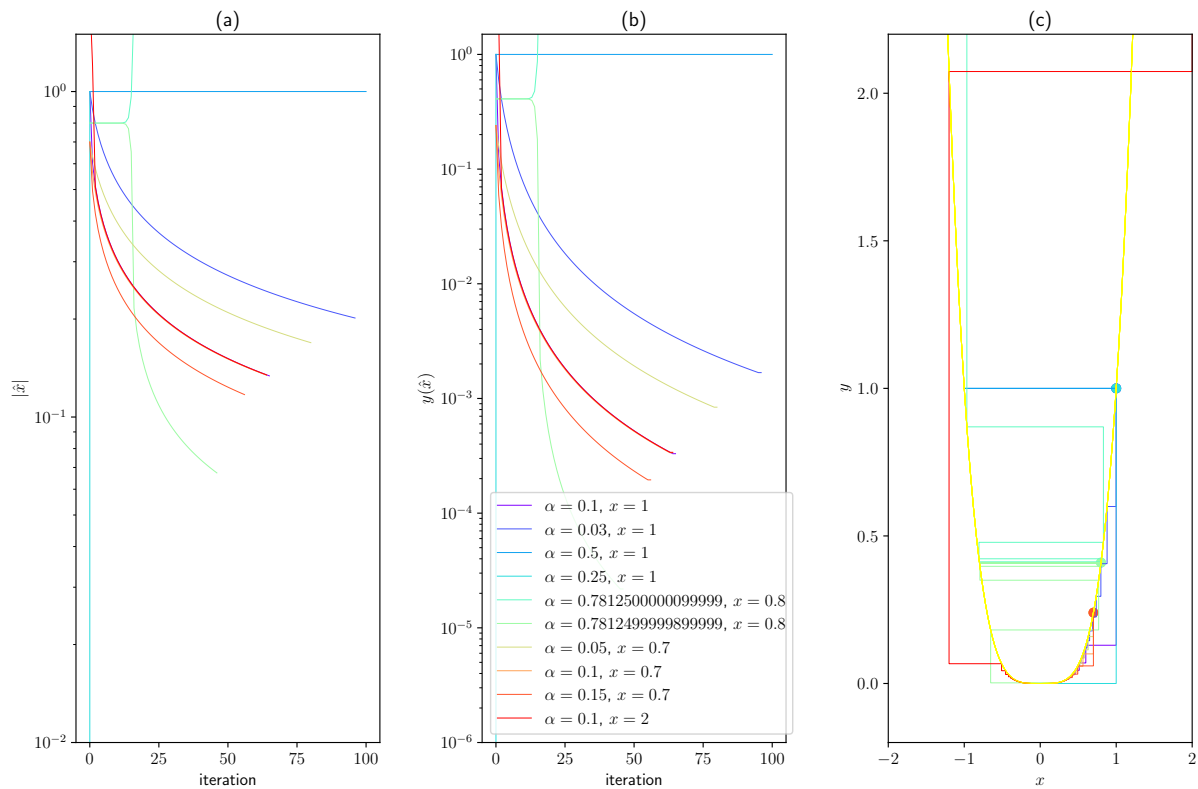 (a)
(b)
(c)
10⁰
10⁻¹
10⁻²
|x̂|
0
25
50
75
100
iteration
10⁰
10⁻¹
10⁻²
10⁻³
10⁻⁴
10⁻⁵
10⁻⁶
y(x̂)
α = 0.1, x = 1
α = 0.03, x = 1
α = 0.5, x = 1
α = 0.25, x = 1
α = 0.7812500000099999, x = 0.8
α = 0.7812499999899999, x = 0.8
α = 0.05, x = 0.7
α = 0.1, x = 0.7
α = 0.15, x = 0.7
α = 0.1, x = 2
0
25
50
75
100
iteration
2.0
1.5
1.0
0.5
0.0
y
−2
−1
0
1
2
x